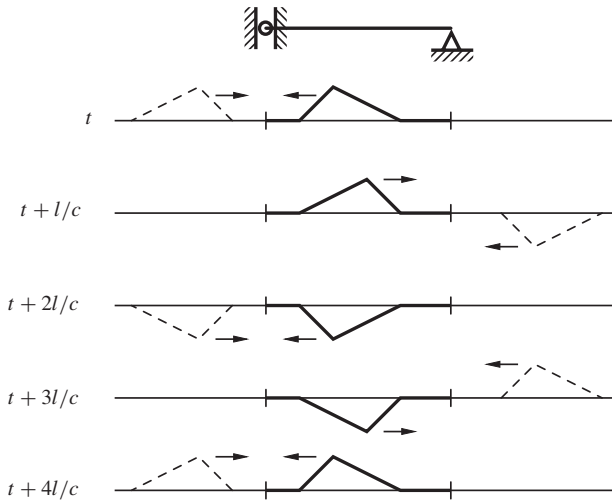 t
t + l/c
t + 2l/c
t + 3l/c
t + 4l/c